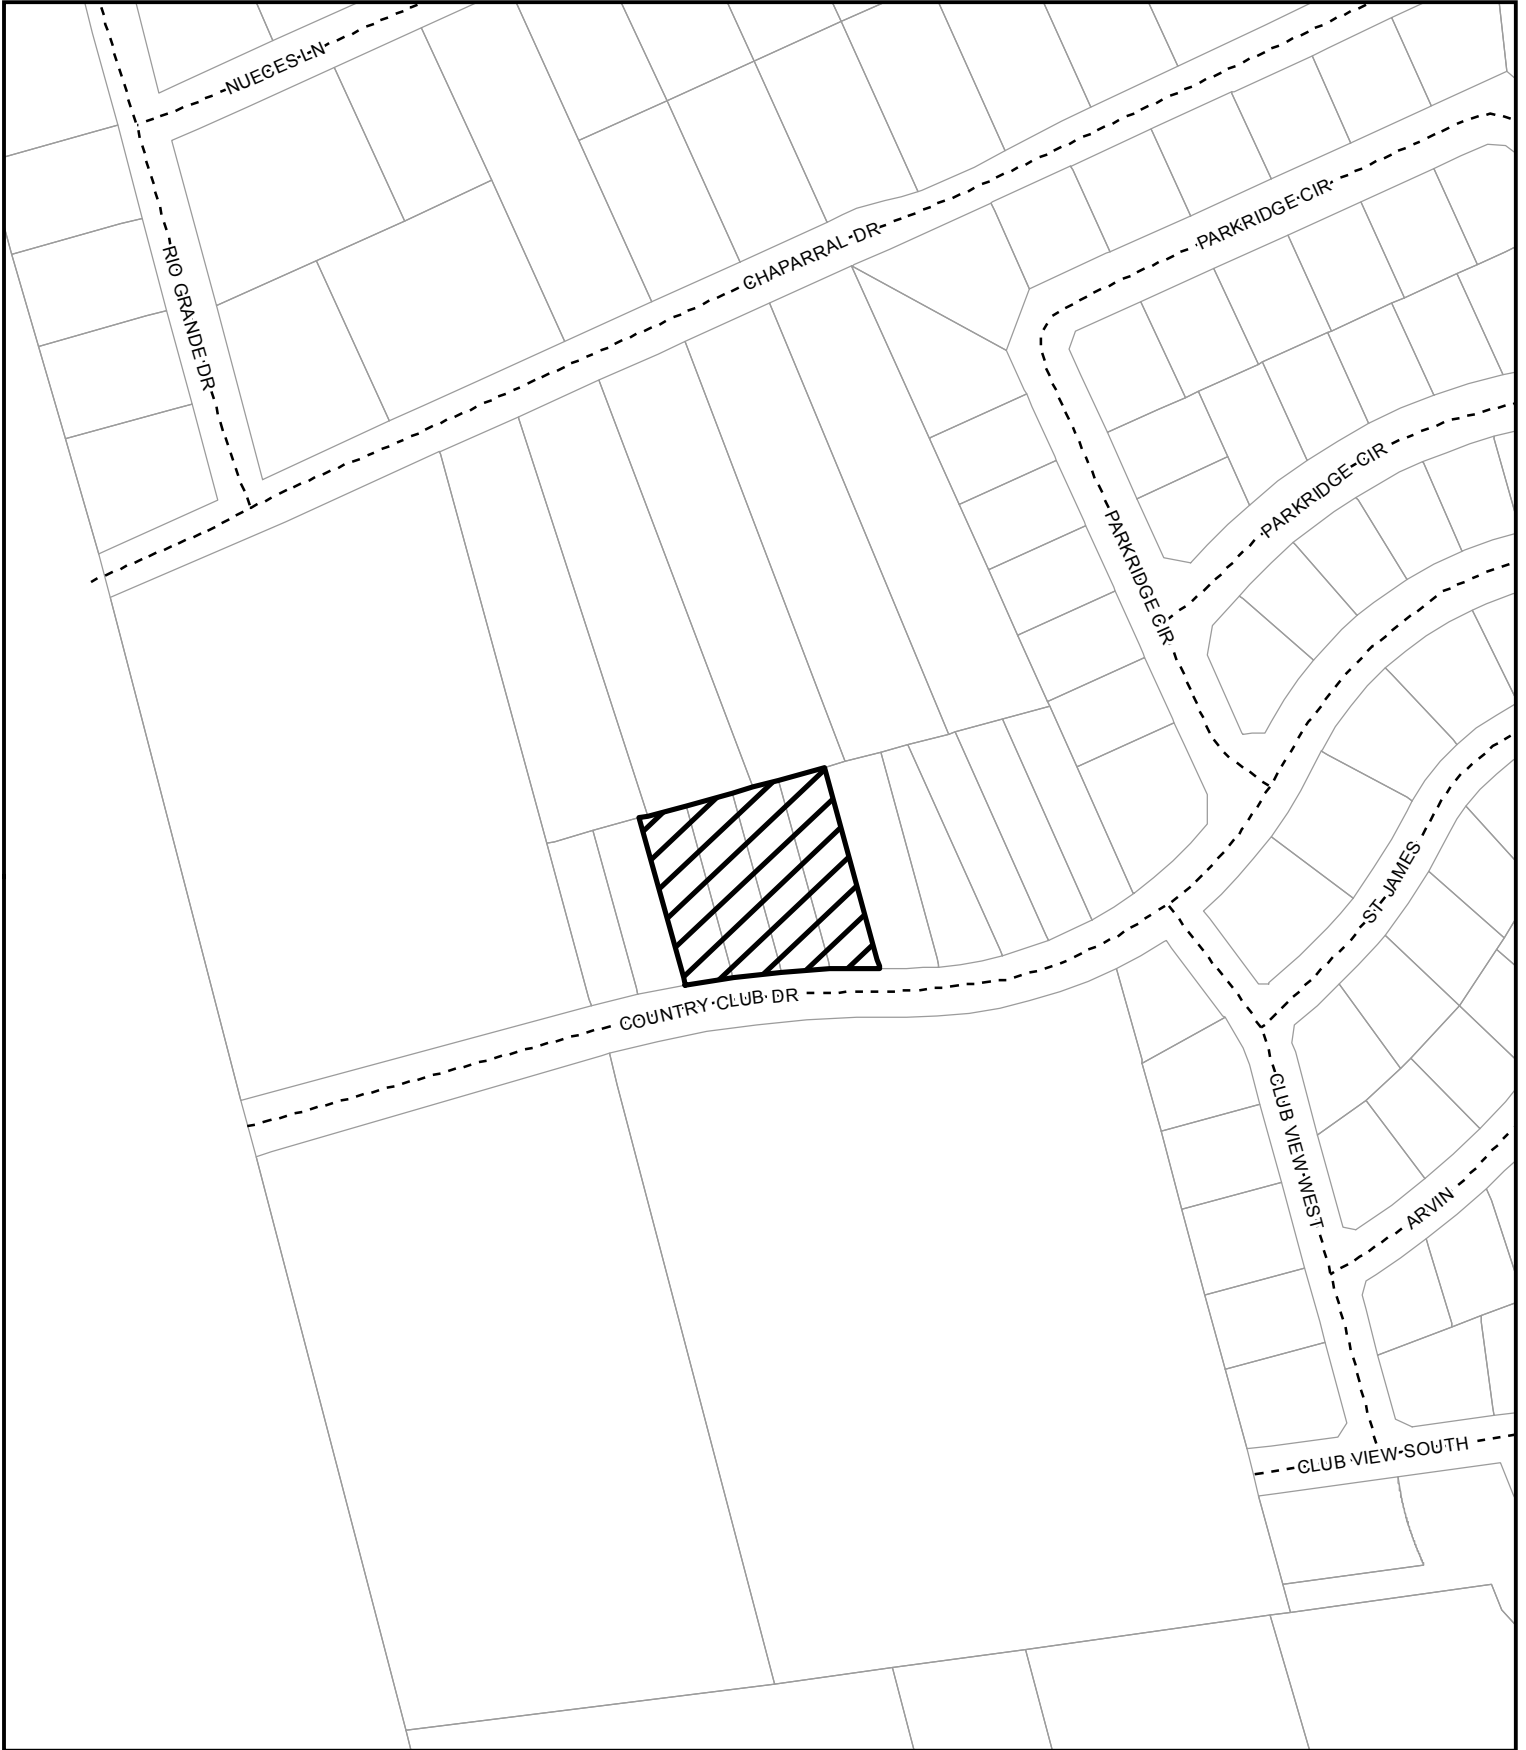 NUECES LN
RIO GRANDE DR
CHAPARRAL DR
PARKRIDGE CIR
PARKRIDGE CIR
PARKRIDGE CIR
ST JAMES
COUNTRY CLUB DR
CLUB VIEW WEST
ARVIN
CLUB VIEW SOUTH